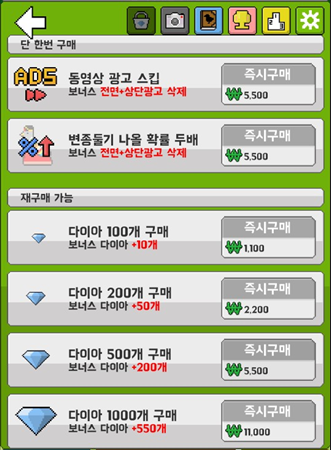 단 한번 구매
ADS
동영상 광고 스킵
보너스 전면+상단광고 삭제
즉시구매
₩ 5,500
%
변종둘기 나올 확률 두배
보너스 전면+상단광고 삭제
즉시구매
₩ 5,500
재구매 가능
다이아 100개 구매
보너스 다이아 +10개
즉시구매
₩ 1,100
다이아 200개 구매
보너스 다이아 +50개
즉시구매
₩ 2,200
다이아 500개 구매
보너스 다이아 +200개
즉시구매
₩ 5,500
다이아 1000개 구매
보너스 다이아 +550개
즉시구매
₩ 11,000